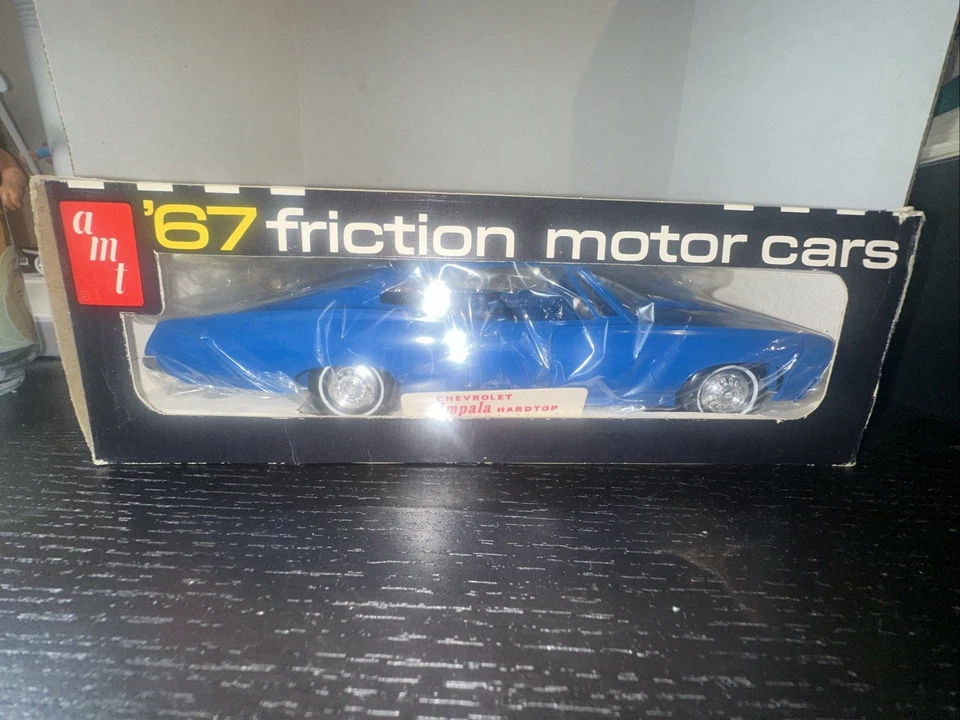 amt
'67 friction motor cars
CHEVROLET
Impala HARDTOP